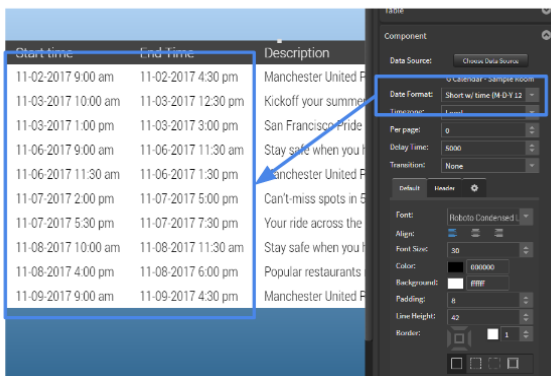 Table
Component
Start time End Time Description
11-02-2017 9:00 am 11-02-2017 4:30 pm Manchester United P
11-03-2017 10:00 am 11-03-2017 12:30 pm Kickoff your summe
11-03-2017 1:00 pm 11-03-2017 3:00 pm San Francisco Pride
11-06-2017 9:00 am 11-06-2017 11:30 am Stay safe when you h
11-06-2017 11:30 am 11-06-2017 1:30 pm Manchester United P
11-07-2017 2:00 pm 11-07-2017 5:00 pm Can't-miss spots in 5
11-07-2017 5:30 pm 11-07-2017 7:30 pm Your ride across the
11-08-2017 10:00 am 11-08-2017 11:30 am Stay safe when you h
11-08-2017 4:00 pm 11-08-2017 6:00 pm Popular restaurants
11-09-2017 9:00 am 11-09-2017 4:30 pm Manchester United P
Data Source: Choose Data Source
0 Calendar - Sample Room
Date Format: Short w/ time (M-D-Y 12
Timezone: Local
Per page: 0
Delay Time: 5000
Transition: None
Default Header
Font: Roboto Condensed L
Align:
Font Size: 30
Color: 000000
Background: ffffff
Padding: 8
Line Height: 42
Border: 1